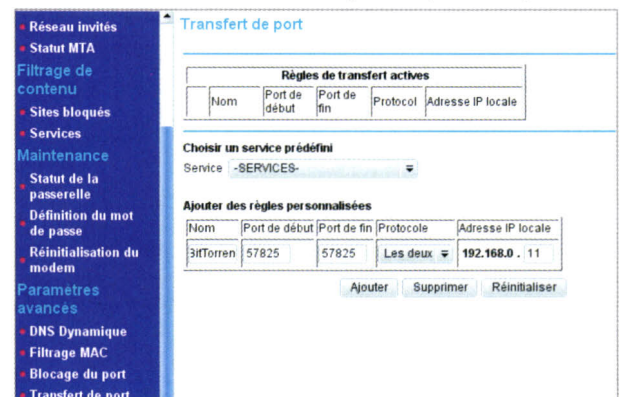 Réseau invités
Statut MTA
Filtrage de
contenu
Sites bloqués
Services
Maintenance
Statut de la
passerelle
Définition du mot
de passe
Réinitialisation du
modem
Paramètres
avancés
DNS Dynamique
Filtrage MAC
Blocage du port
Transfert de port
Transfert de port
Règles de transfert actives
Nom Port de début Port de fin Protocol Adresse IP locale
Choisir un service prédéfini
Service -SERVICES-
Ajouter des règles personnalisées
Nom Port de début Port de fin Protocole Adresse IP locale
BitTorren 57825 57825 Les deux 192.168.0 . 11
Ajouter Supprimer Réinitialiser